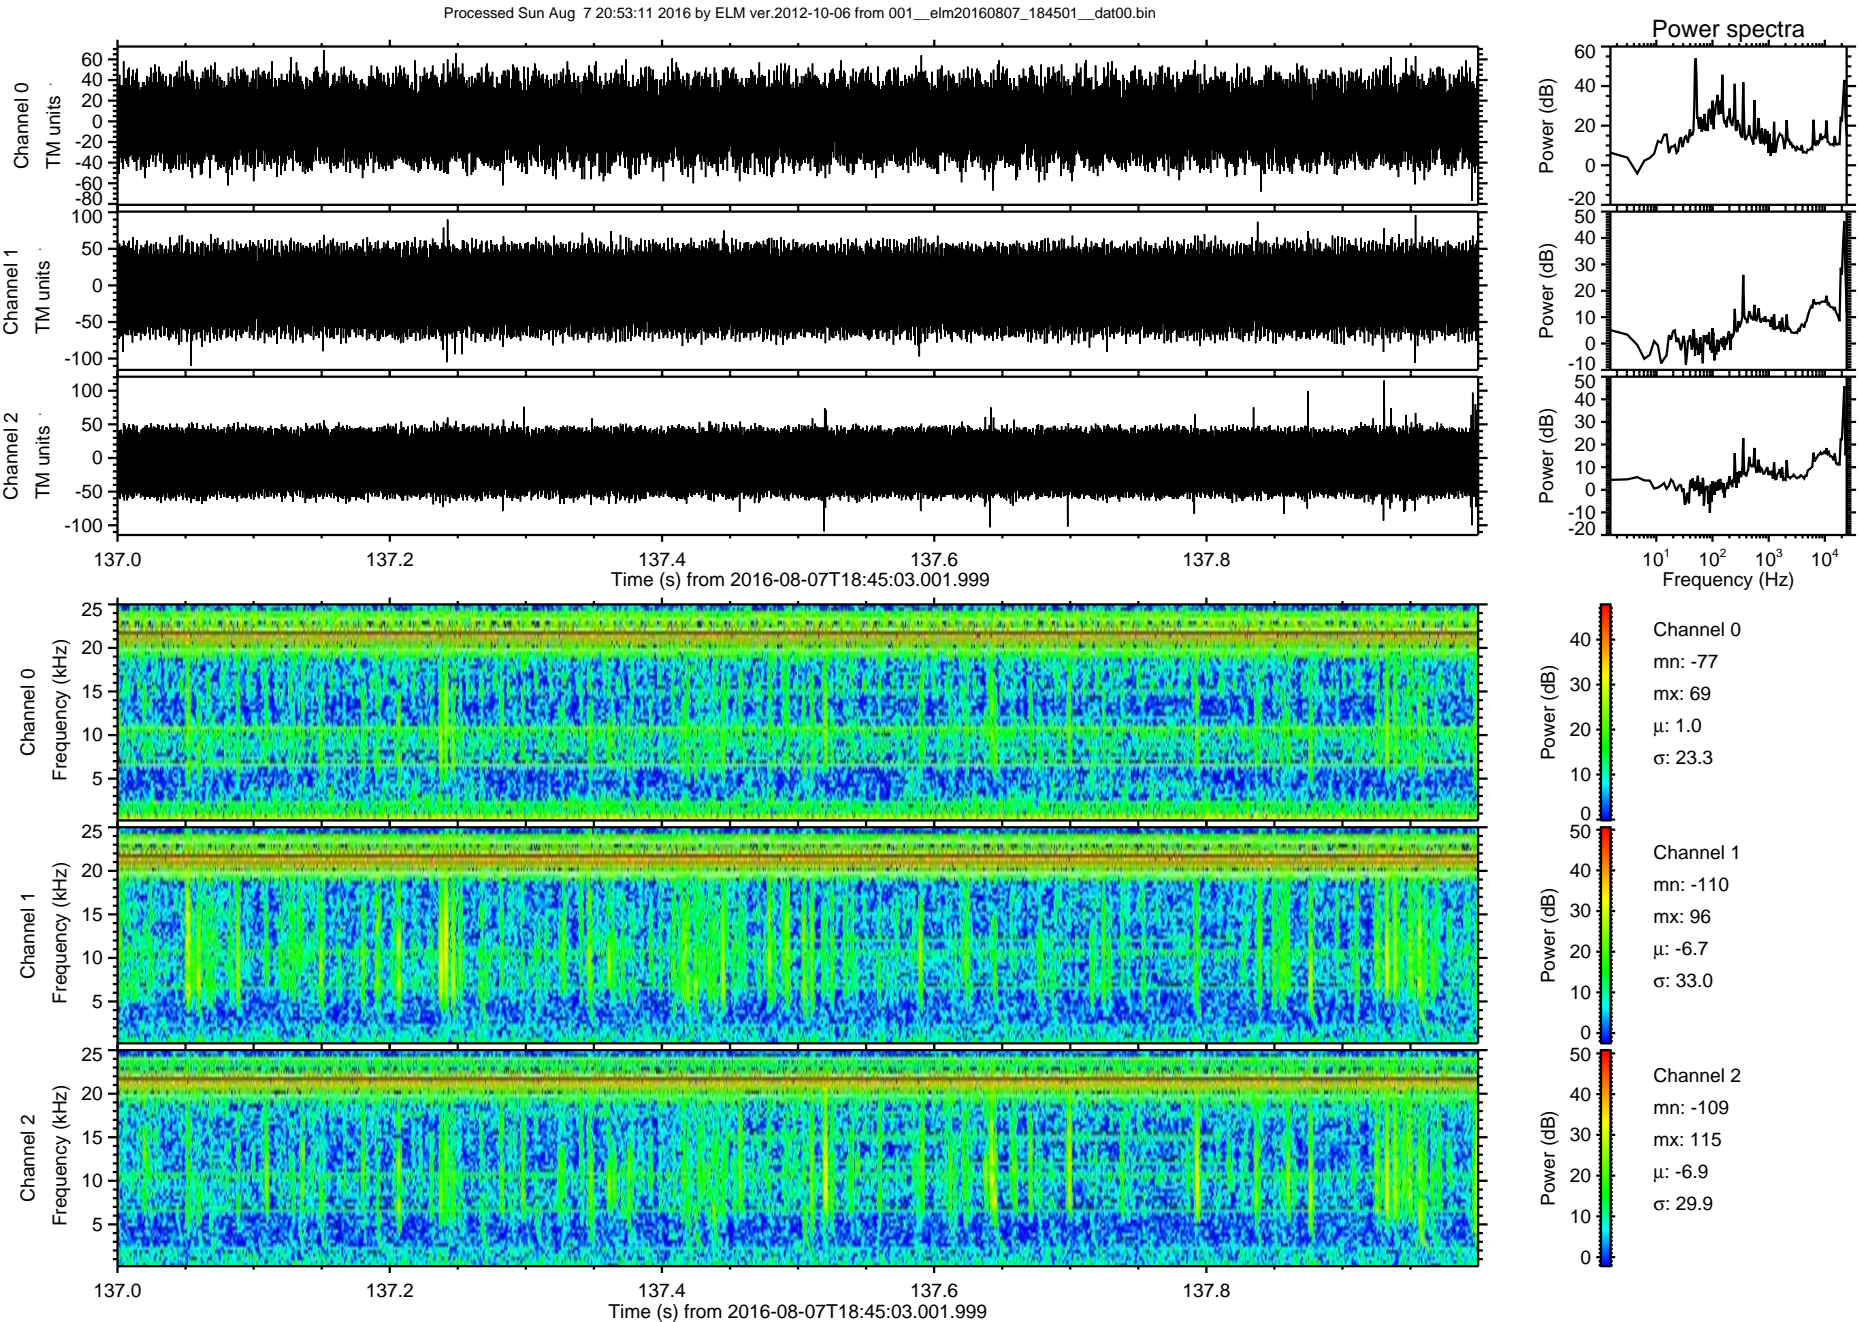 Processed Sun Aug  7 20:53:11 2016 by ELM ver.2012-10-06 from 001__elm20160807_184501__dat00.bin
Power spectra
Channel 0
TM units
60
40
20
0
-20
-40
-60
-80
Power (dB)
60
40
20
0
-20
Channel 1
TM units
100
50
0
-50
-100
Power (dB)
50
40
30
20
10
0
-10
Channel 2
TM units
100
50
0
-50
-100
Power (dB)
50
40
30
20
10
0
-10
-20
137.0 137.2 137.4 137.6 137.8
Time (s) from 2016-08-07T18:45:03.001.999
10^1 10^2 10^3 10^4
Frequency (Hz)
Channel 0
Frequency (kHz)
25
20
15
10
5
Power (dB)
40
30
20
10
0
Channel 0
mn: -77
mx: 69
μ: 1.0
σ: 23.3
Channel 1
Frequency (kHz)
25
20
15
10
5
Power (dB)
50
40
30
20
10
0
Channel 1
mn: -110
mx: 96
μ: -6.7
σ: 33.0
Channel 2
Frequency (kHz)
25
20
15
10
5
Power (dB)
50
40
30
20
10
0
Channel 2
mn: -109
mx: 115
μ: -6.9
σ: 29.9
137.0 137.2 137.4 137.6 137.8
Time (s) from 2016-08-07T18:45:03.001.999